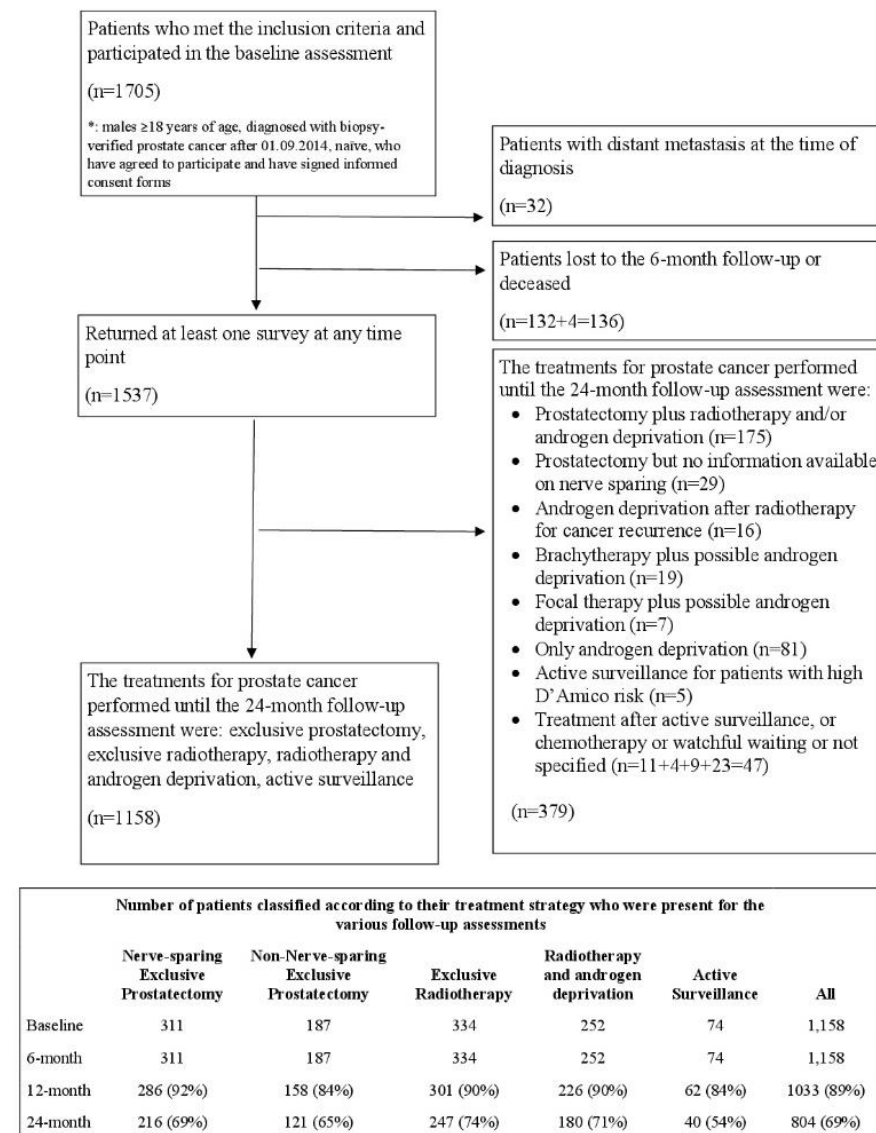 Patients who met the inclusion criteria and
participated in the baseline assessment
(n=1705)
*: males ≥18 years of age, diagnosed with biopsy-
verified prostate cancer after 01.09.2014, naïve, who
have agreed to participate and have signed informed
consent forms
Patients with distant metastasis at the time of
diagnosis
(n=32)
Patients lost to the 6-month follow-up or
deceased
(n=132+4=136)
Returned at least one survey at any time
point
(n=1537)
The treatments for prostate cancer performed
until the 24-month follow-up assessment were:
• Prostatectomy plus radiotherapy and/or
androgen deprivation (n=175)
• Prostatectomy but no information available
on nerve sparing (n=29)
• Androgen deprivation after radiotherapy
for cancer recurrence (n=16)
• Brachytherapy plus possible androgen
deprivation (n=19)
• Focal therapy plus possible androgen
deprivation (n=7)
• Only androgen deprivation (n=81)
• Active surveillance for patients with high
D'Amico risk (n=5)
• Treatment after active surveillance, or
chemotherapy or watchful waiting or not
specified (n=11+4+9+23=47)
(n=379)
The treatments for prostate cancer
performed until the 24-month follow-up
assessment were: exclusive prostatectomy,
exclusive radiotherapy, radiotherapy and
androgen deprivation, active surveillance
(n=1158)
Number of patients classified according to their treatment strategy who were present for the
various follow-up assessments
Nerve-sparing Exclusive Prostatectomy Non-Nerve-sparing Exclusive Prostatectomy Exclusive Radiotherapy Radiotherapy and androgen deprivation Active Surveillance All
Baseline 311 187 334 252 74 1,158
6-month 311 187 334 252 74 1,158
12-month 286 (92%) 158 (84%) 301 (90%) 226 (90%) 62 (84%) 1033 (89%)
24-month 216 (69%) 121 (65%) 247 (74%) 180 (71%) 40 (54%) 804 (69%)